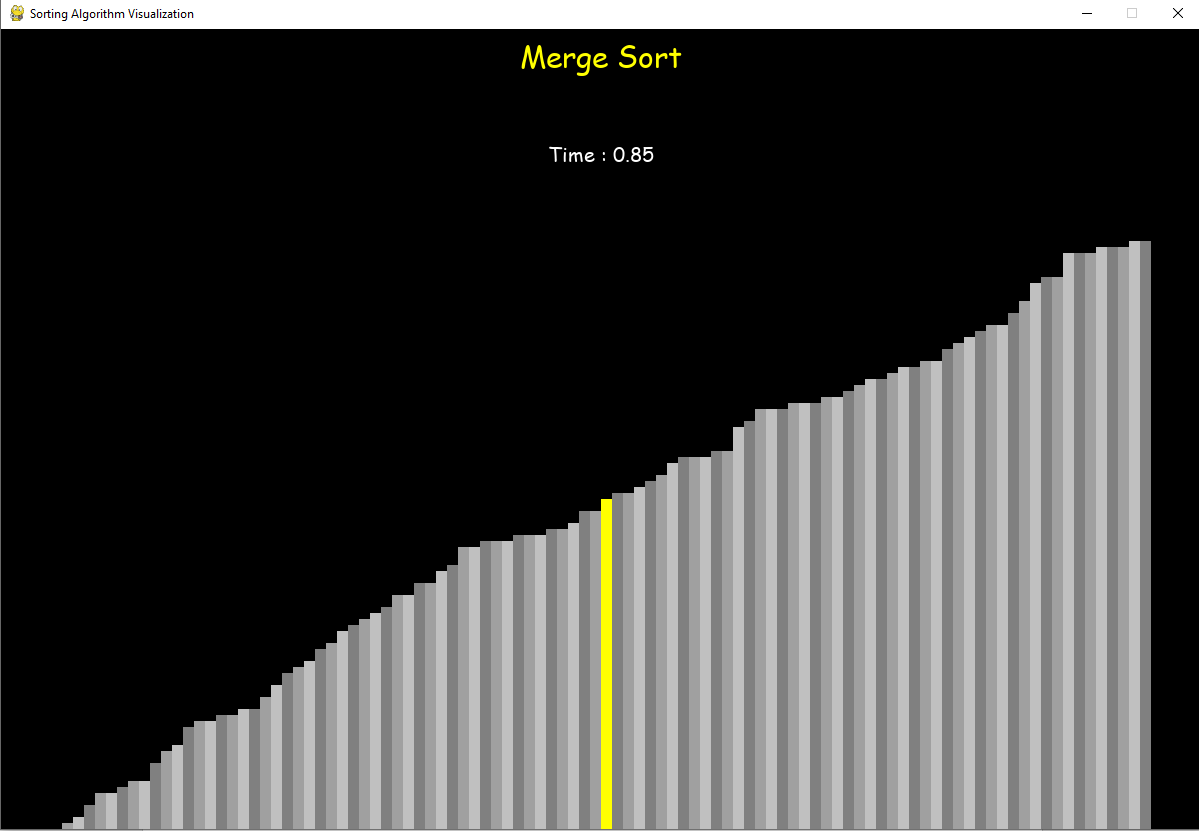 Sorting Algorithm Visualization
Merge Sort
Time : 0.85